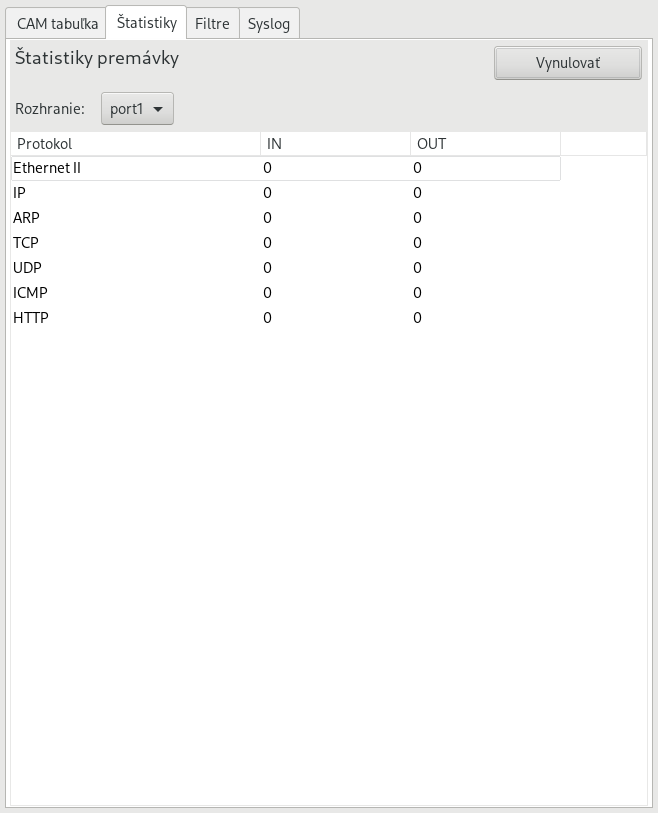 CAM tabuľka Štatistiky Filtre Syslog
Štatistiky premávky Vynulovať
Rozhranie: port1
Protokol IN OUT
Ethernet II 0 0
IP 0 0
ARP 0 0
TCP 0 0
UDP 0 0
ICMP 0 0
HTTP 0 0